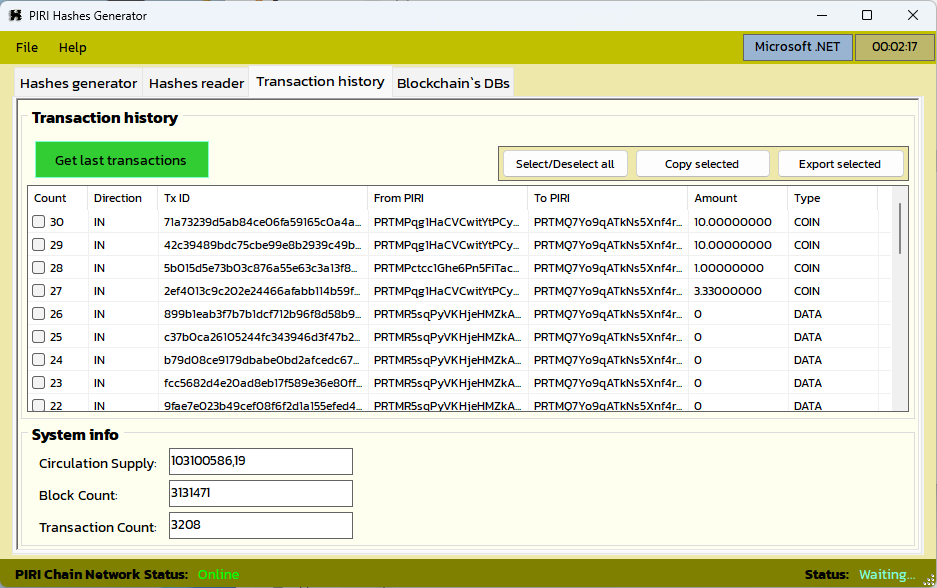 PIRI Hashes Generator
File Help Microsoft .NET 00:02:17
Hashes generator Hashes reader Transaction history Blockchain`s DBs
Transaction history
Get last transactions Select/Deselect all Copy selected Export selected
Count Direction Tx ID From PIRI To PIRI Amount Type
30 IN 71a73239d5ab84ce06fa59165c0a4a... PRTMPqg1HaCVCwitYtPCy... PRTMQ7Yo9qATkNs5Xnf4r... 10.00000000 COIN
29 IN 42c39489bdc75cbe99e8b2939c49b... PRTMPqg1HaCVCwitYtPCy... PRTMQ7Yo9qATkNs5Xnf4r... 10.00000000 COIN
28 IN 5b015d5e73b03c876a55e63c3a13f8... PRTMPctcc1Ghe6Pn5FiTac... PRTMQ7Yo9qATkNs5Xnf4r... 1.00000000 COIN
27 IN 2ef4013c9c202e24466afabb114b59f... PRTMPqg1HaCVCwitYtPCy... PRTMQ7Yo9qATkNs5Xnf4r... 3.33000000 COIN
26 IN 899b1eab3f7b7b1dcf712b96f8d58b9... PRTMR5sqPyVKHjeHMZkA... PRTMQ7Yo9qATkNs5Xnf4r... 0 DATA
25 IN c37b0ca26105244fc343946d3f47b2... PRTMR5sqPyVKHjeHMZkA... PRTMQ7Yo9qATkNs5Xnf4r... 0 DATA
24 IN b79d08ce9179dbabe0bd2afcedc67... PRTMR5sqPyVKHjeHMZkA... PRTMQ7Yo9qATkNs5Xnf4r... 0 DATA
23 IN fcc5682d4e20ad8eb17f589e36e80ff... PRTMR5sqPyVKHjeHMZkA... PRTMQ7Yo9qATkNs5Xnf4r... 0 DATA
22 IN 9fae7e023b49cef08f6f2d1a155efed4... PRTMR5sqPyVKHjeHMZkA... PRTMQ7Yo9qATkNs5Xnf4r... 0 DATA
System info
Circulation Supply: 103100586,19
Block Count: 3131471
Transaction Count: 3208
PIRI Chain Network Status: Online Status: Waiting...